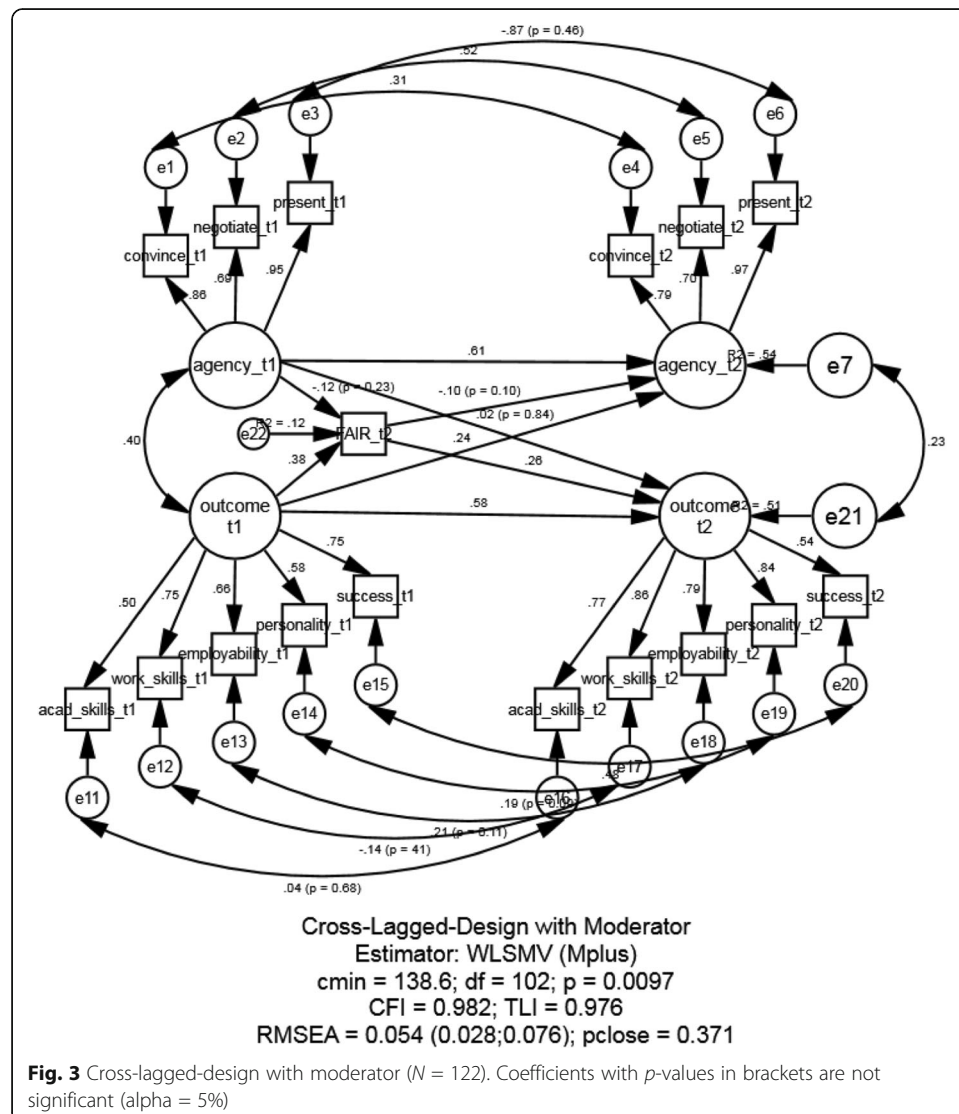 -.87 (p = 0.46)
.52
.31
e3
e6
e2
e5
e1
e4
present_t1
present_t2
negotiate_t1
negotiate_t2
convince_t1
convince_t2
.86
.69
.95
.79
.70
.97
agency_t1
.61
agency_t2
R2 = .54
e7
-.12 (p = 0.23)
-.10 (p = 0.10)
.02 (p = 0.84)
e22
R2 = .12
FAIR_t2
.40
.38
.24
.26
.23
outcome
t1
.58
outcome
t2
R2 = .51
e21
.50
.75
.66
.58
.75
.77
.86
.79
.84
.54
success_t1
success_t2
personality_t1
personality_t2
employability_t1
employability_t2
work_skills_t1
work_skills_t2
acad_skills_t1
acad_skills_t2
e15
e20
e14
e19
e13
e18
e12
e17
e11
e16
.48
.19 (p = 0.09)
.21 (p = 0.11)
-.14 (p = 41)
.04 (p = 0.68)
Cross-Lagged-Design with Moderator
Estimator: WLSMV (Mplus)
cmin = 138.6; df = 102; p = 0.0097
CFI = 0.982; TLI = 0.976
RMSEA = 0.054 (0.028;0.076); pclose = 0.371
Fig. 3 Cross-lagged-design with moderator (N = 122). Coefficients with p-values in brackets are not
significant (alpha = 5%)